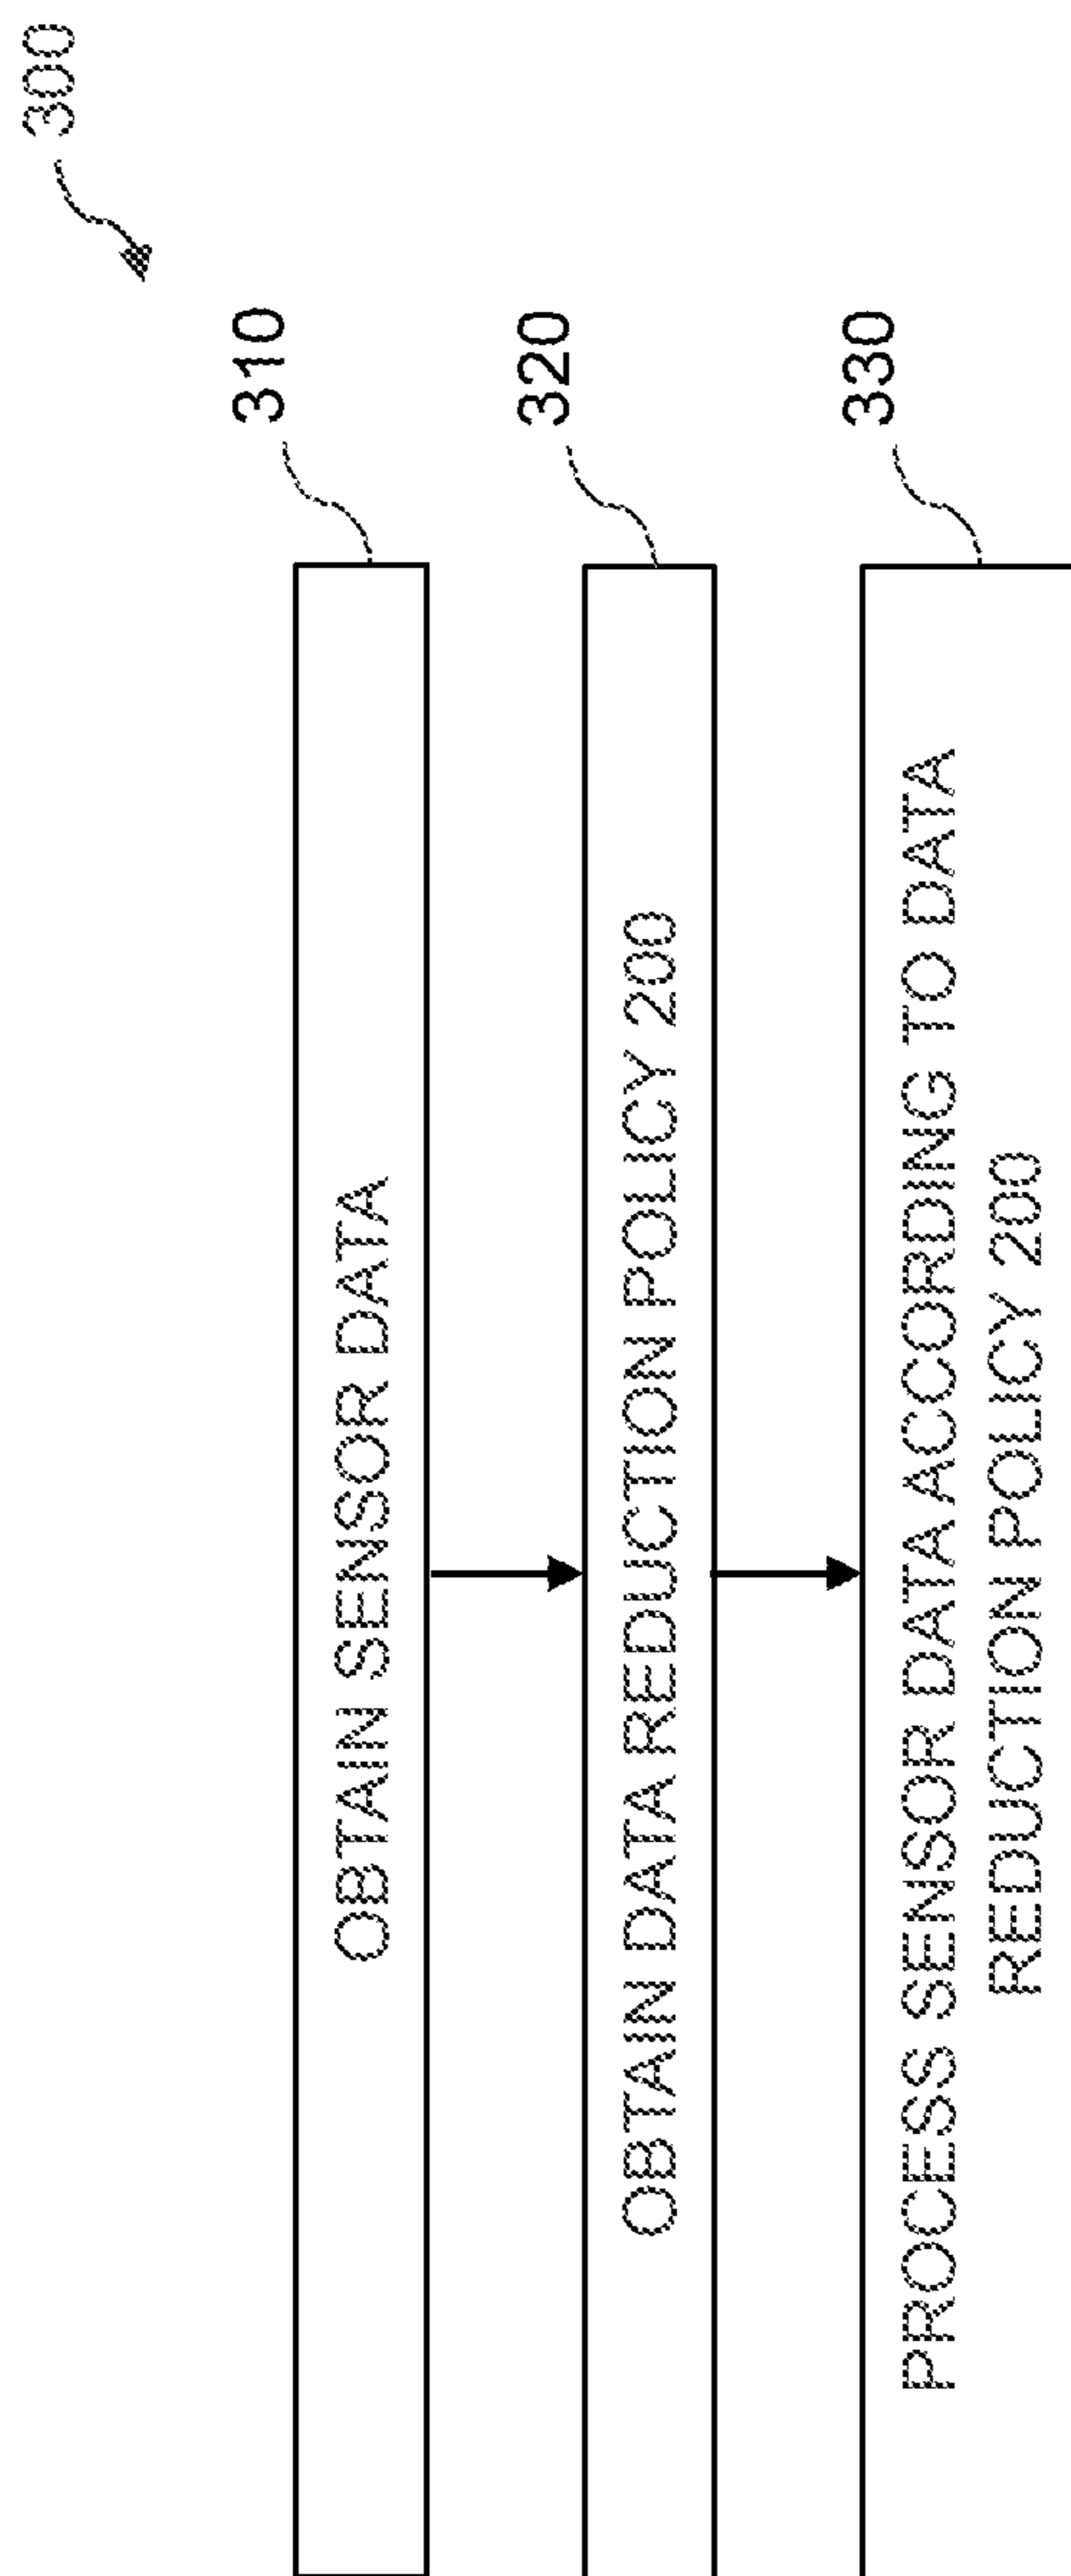 300
310
OBTAIN SENSOR DATA
320
OBTAIN DATA REDUCTION POLICY 200
330
PROCESS SENSOR DATA ACCORDING TO DATA
REDUCTION POLICY 200